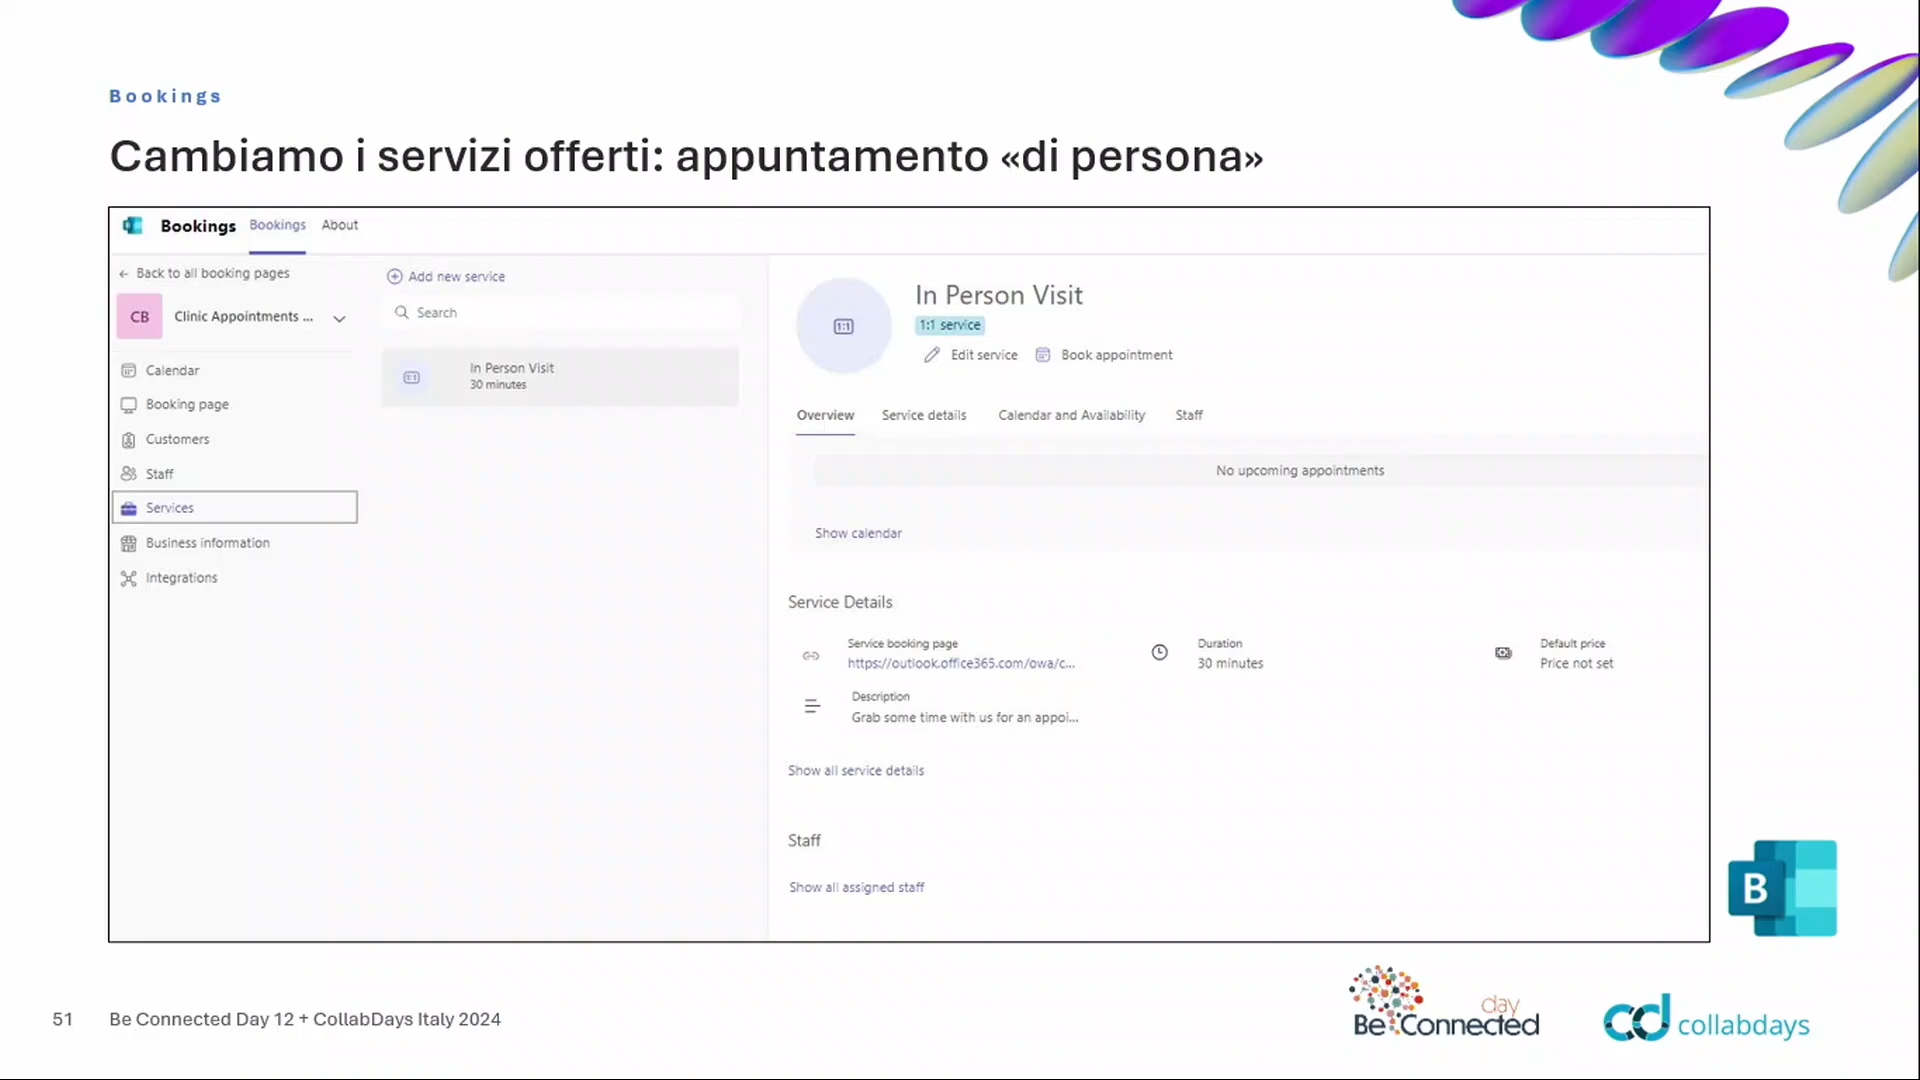 Bookings
Cambiamo i servizi offerti: appuntamento «di persona»
Bookings Bookings About
Back to all booking pages
CB Clinic Appointments ...
Calendar
Booking page
Customers
Staff
Services
Business information
Integrations
Add new service
Search
In Person Visit
30 minutes
1:1 In Person Visit
1:1 service
Edit service Book appointment
Overview Service details Calendar and Availability Staff
No upcoming appointments
Show calendar
Service Details
Service booking page
https://outlook.office365.com/owa/c...
Duration
30 minutes
Default price
Price not set
Description
Grab some time with us for an appoi...
Show all service details
Staff
Show all assigned staff
B
51 Be Connected Day 12 + CollabDays Italy 2024
day
Be Connected
cd collabdays